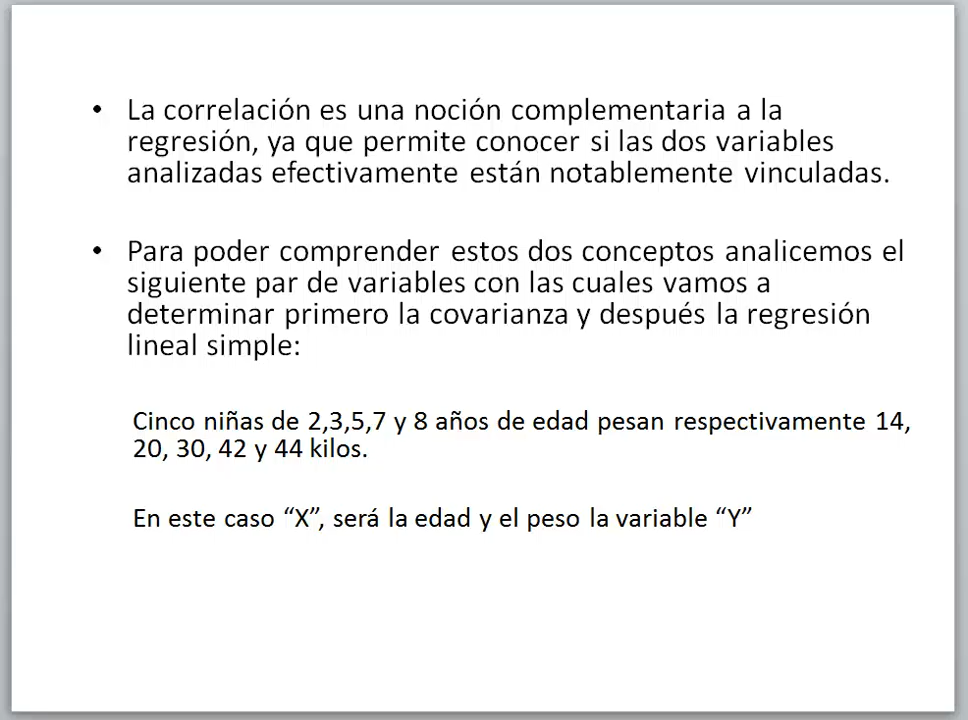 • La correlación es una noción complementaria a la
regresión, ya que permite conocer si las dos variables
analizadas efectivamente están notablemente vinculadas.
• Para poder comprender estos dos conceptos analicemos el
siguiente par de variables con las cuales vamos a
determinar primero la covarianza y después la regresión
lineal simple:
Cinco niñas de 2,3,5,7 y 8 años de edad pesan respectivamente 14,
20, 30, 42 y 44 kilos.
En este caso “X”, será la edad y el peso la variable “Y”